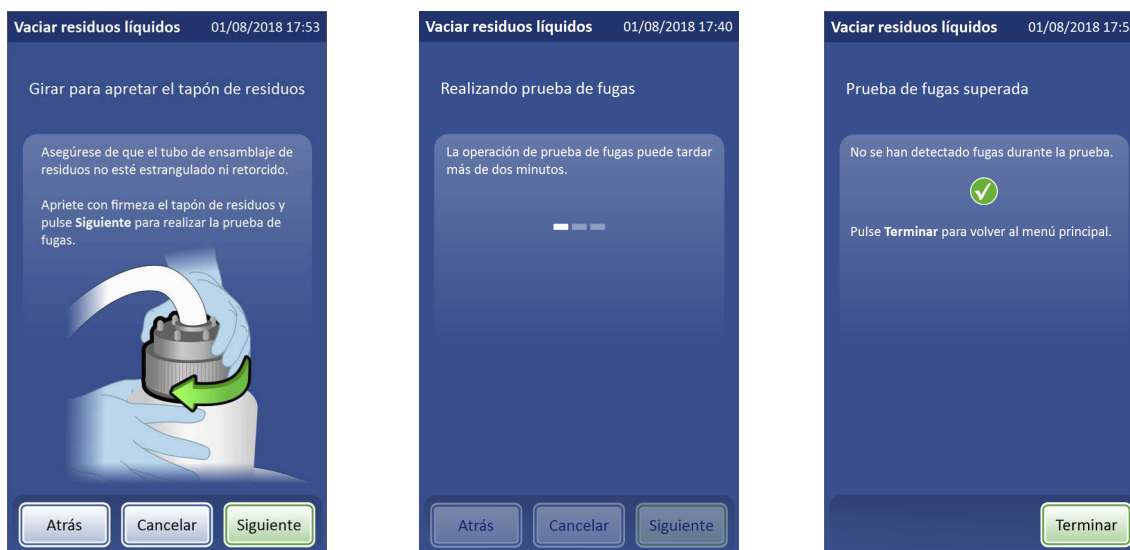 Vaciar residuos líquidos 01/08/2018 17:53
Girar para apretar el tapón de residuos
Asegúrese de que el tubo de ensamblaje de
residuos no esté estrangulado ni retorcido.
Apriete con firmeza el tapón de residuos y
pulse Siguiente para realizar la prueba de
fugas.
Atrás Cancelar Siguiente
Vaciar residuos líquidos 01/08/2018 17:40
Realizando prueba de fugas
La operación de prueba de fugas puede tardar
más de dos minutos.
Atrás Cancelar Siguiente
Vaciar residuos líquidos 01/08/2018 17:5
Prueba de fugas superada
No se han detectado fugas durante la prueba.
Pulse Terminar para volver al menú principal.
Terminar